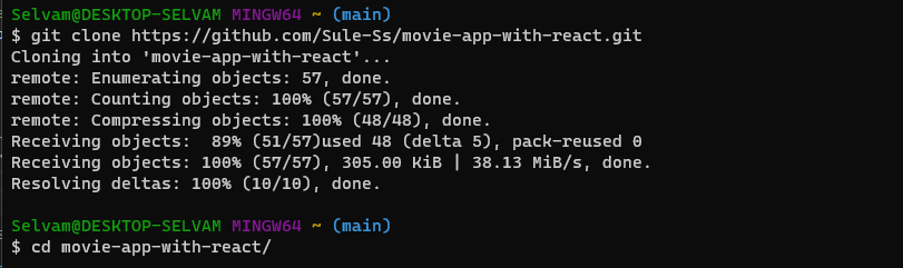 Selvam@DESKTOP-SELVAM MINGW64 ~ (main)
$ git clone https://github.com/Sule-Ss/movie-app-with-react.git
Cloning into 'movie-app-with-react'...
remote: Enumerating objects: 57, done.
remote: Counting objects: 100% (57/57), done.
remote: Compressing objects: 100% (48/48), done.
Receiving objects:  89% (51/57)used 48 (delta 5), pack-reused 0
Receiving objects: 100% (57/57), 305.00 KiB | 38.13 MiB/s, done.
Resolving deltas: 100% (10/10), done.
Selvam@DESKTOP-SELVAM MINGW64 ~ (main)
$ cd movie-app-with-react/